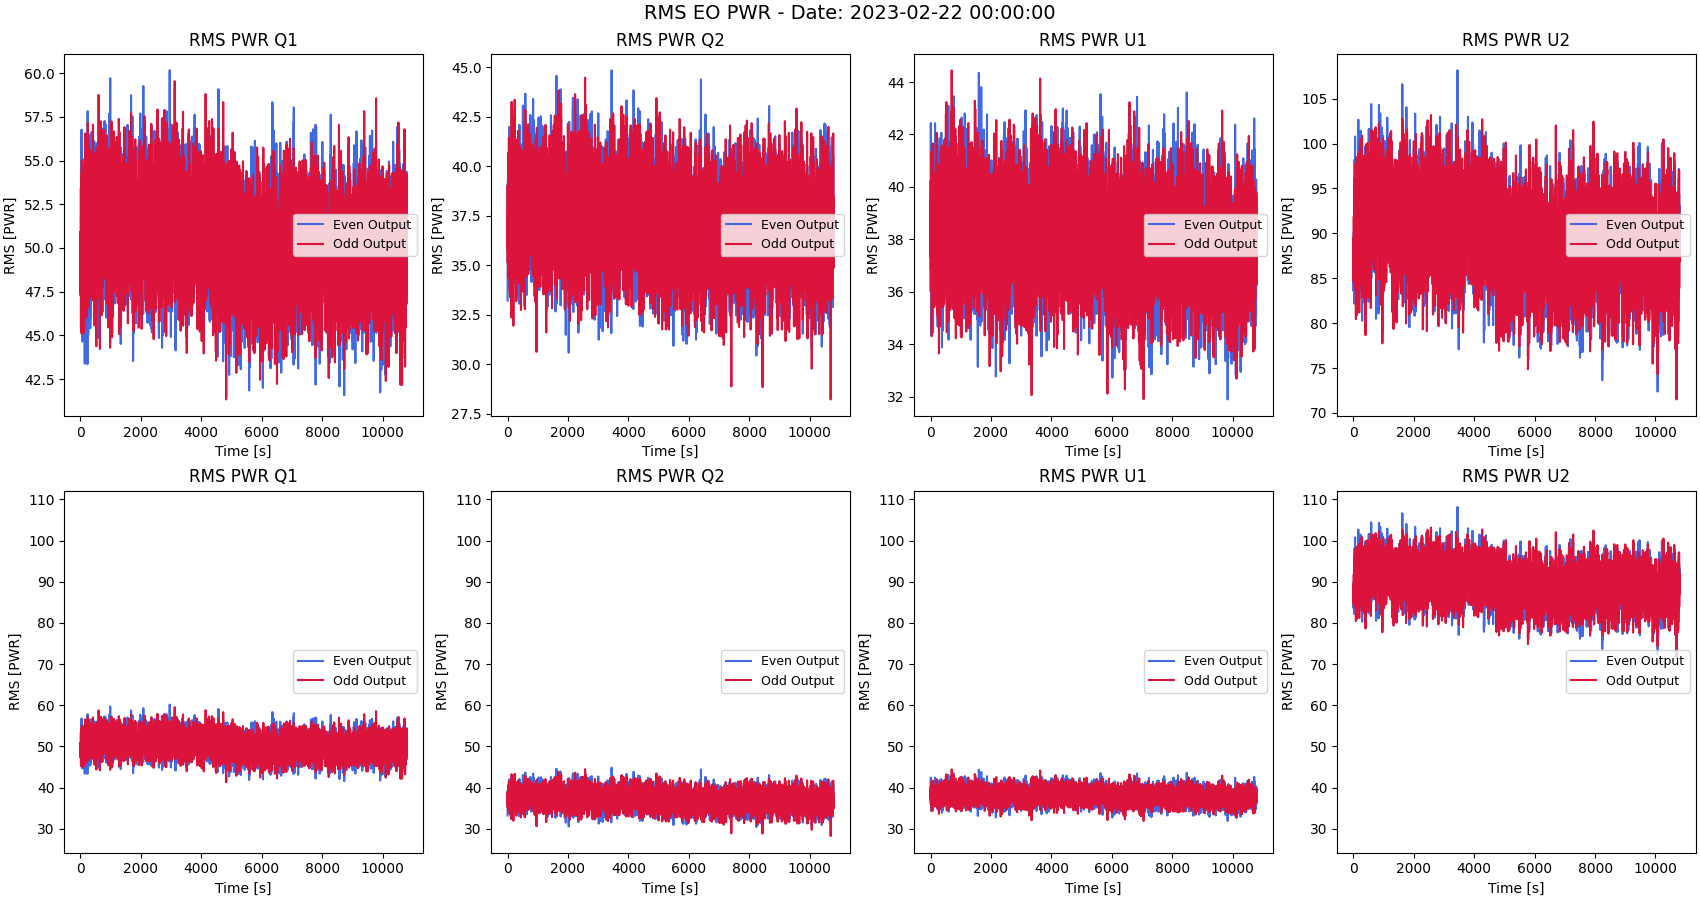 RMS EO PWR - Date: 2023-02-22 00:00:00
RMS PWR Q1
RMS [PWR]
60.0
57.5
55.0
52.5
50.0
47.5
45.0
42.5
Even Output
Odd Output
0 2000 4000 6000 8000 10000
Time [s]
RMS PWR Q2
RMS [PWR]
45.0
42.5
40.0
37.5
35.0
32.5
30.0
27.5
Even Output
Odd Output
0 2000 4000 6000 8000 10000
Time [s]
RMS PWR U1
RMS [PWR]
44
42
40
38
36
34
32
Even Output
Odd Output
0 2000 4000 6000 8000 10000
Time [s]
RMS PWR U2
RMS [PWR]
105
100
95
90
85
80
75
70
Even Output
Odd Output
0 2000 4000 6000 8000 10000
Time [s]
RMS PWR Q1
RMS [PWR]
110
100
90
80
70
60
50
40
30
Even Output
Odd Output
0 2000 4000 6000 8000 10000
Time [s]
RMS PWR Q2
RMS [PWR]
110
100
90
80
70
60
50
40
30
Even Output
Odd Output
0 2000 4000 6000 8000 10000
Time [s]
RMS PWR U1
RMS [PWR]
110
100
90
80
70
60
50
40
30
Even Output
Odd Output
0 2000 4000 6000 8000 10000
Time [s]
RMS PWR U2
RMS [PWR]
110
100
90
80
70
60
50
40
30
Even Output
Odd Output
0 2000 4000 6000 8000 10000
Time [s]